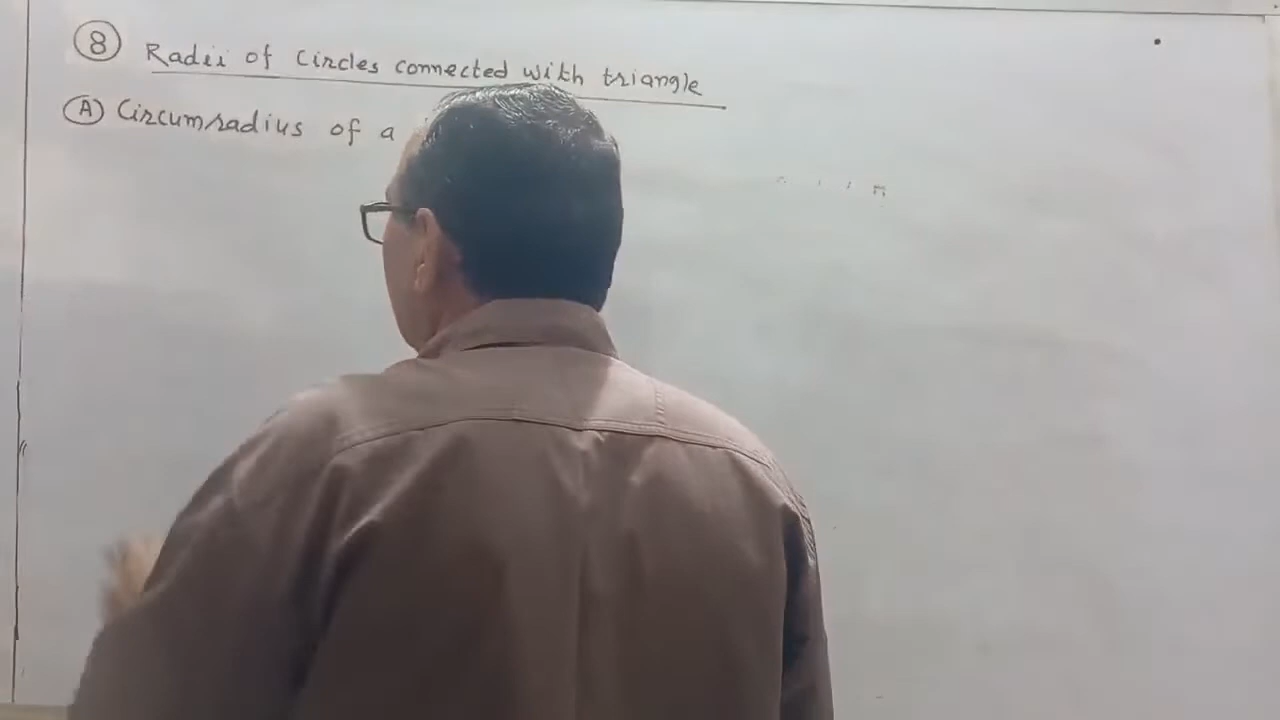 ⑧ Radii of Circles connected with triangle
Ⓐ Circumradius of a